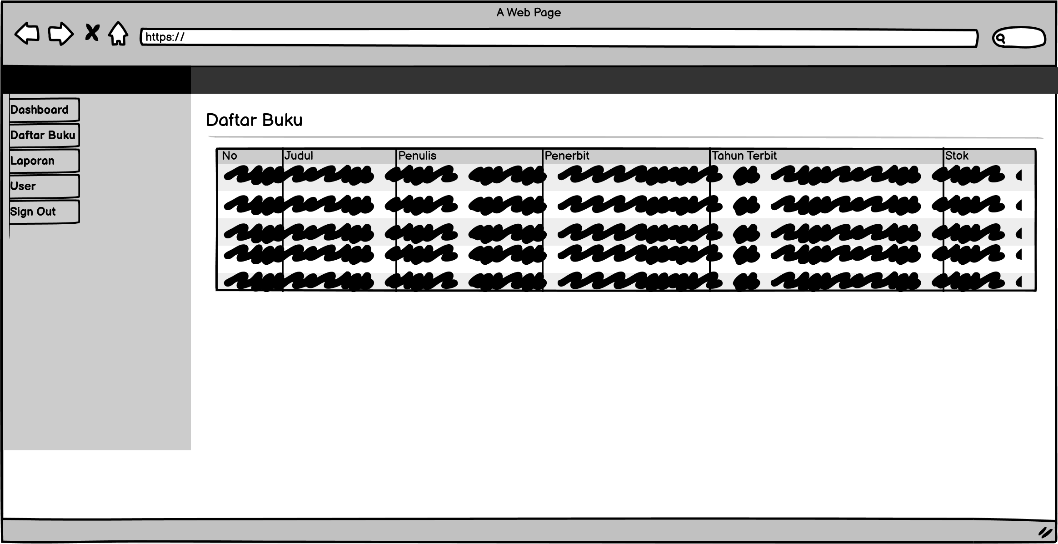 A Web Page
https://
Dashboard
Daftar Buku
Laporan
User
Sign Out
Daftar Buku
No Judul Penulis Penerbit Tahun Terbit Stok